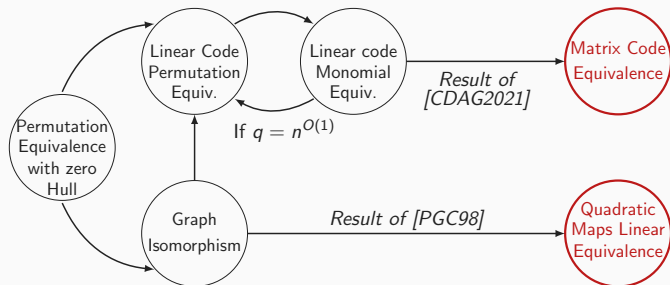 Linear Code
Permutation
Equiv.
Linear code
Monomial
Equiv.
Matrix Code
Equivalence
Result of
[CDAG2021]
If q = n^{O(1)}
Permutation
Equivalence
with zero
Hull
Graph
Isomorphism
Result of [PGC98]
Quadratic
Maps Linear
Equivalence